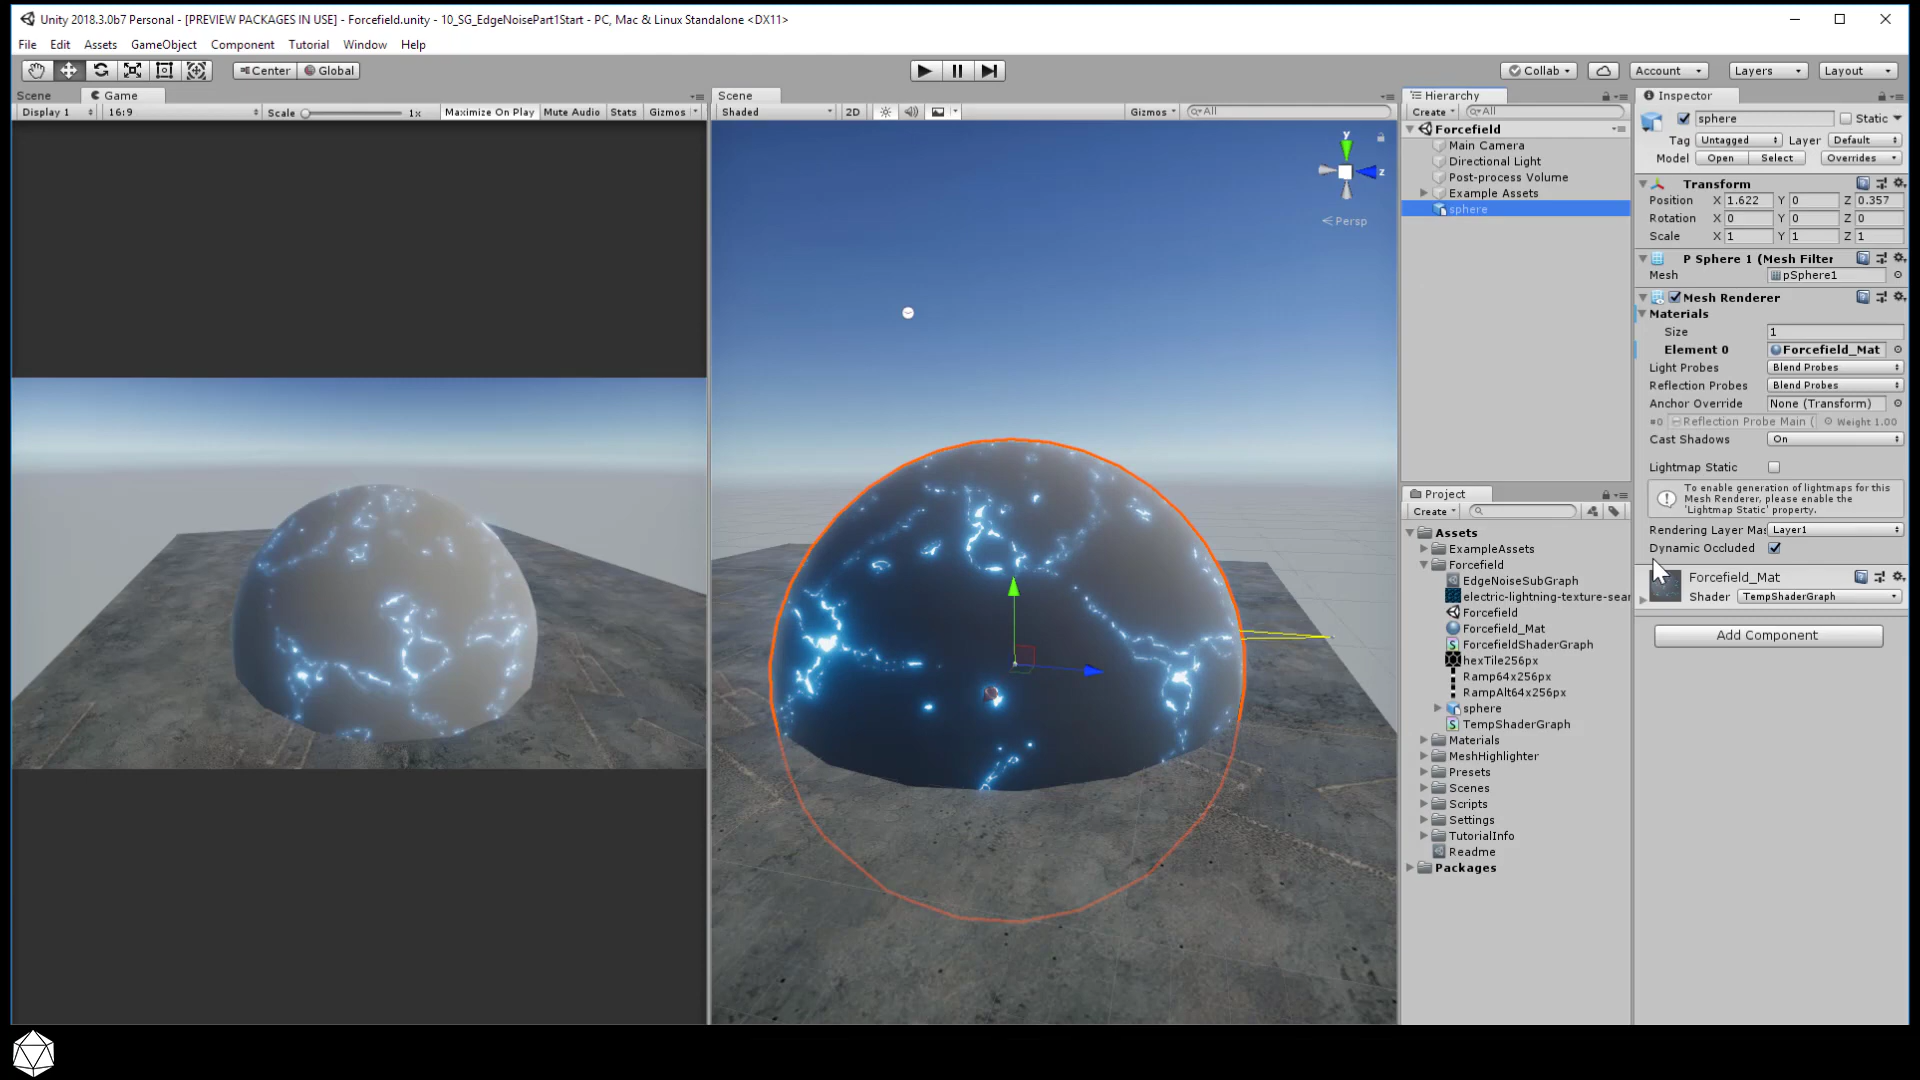 Unity 2018.3.0b7 Personal - [PREVIEW PACKAGES IN USE] - Forcefield.unity - 10_SG_EdgeNoisePart1Start - PC, Mac & Linux Standalone <DX11>
File Edit Assets GameObject Component Tutorial Window Help
Center Global
Collab Account Layers Layout
Scene Game
Display 1 16:9 Scale 1x Maximize On Play Mute Audio Stats Gizmos
Scene
Shaded 2D Gizmos All
y
z
Persp
Hierarchy
Create All
Forcefield
Main Camera
Directional Light
Post-process Volume
Example Assets
sphere
Project
Create
Assets
ExampleAssets
Forcefield
EdgeNoiseSubGraph
electric-lightning-texture-sear
Forcefield
Forcefield_Mat
ForcefieldShaderGraph
hexTile256px
Ramp64x256px
RampAlt64x256px
sphere
TempShaderGraph
Materials
MeshHighlighter
Presets
Scenes
Scripts
Settings
TutorialInfo
Readme
Packages
Inspector
sphere Static
Tag Untagged Layer Default
Model Open Select Overrides
Transform
Position X 1.622 Y 0 Z 0.357
Rotation X 0 Y 0 Z 0
Scale X 1 Y 1 Z 1
P Sphere 1 (Mesh Filter
Mesh pSphere1
Mesh Renderer
Materials
Size 1
Element 0 Forcefield_Mat
Light Probes Blend Probes
Reflection Probes Blend Probes
Anchor Override None (Transform)
#0 Reflection Probe Main ( Weight 1.00
Cast Shadows On
Lightmap Static
To enable generation of lightmaps for this
Mesh Renderer, please enable the
'Lightmap Static' property.
Rendering Layer Mas Layer1
Dynamic Occluded
Forcefield_Mat
Shader TempShaderGraph
Add Component